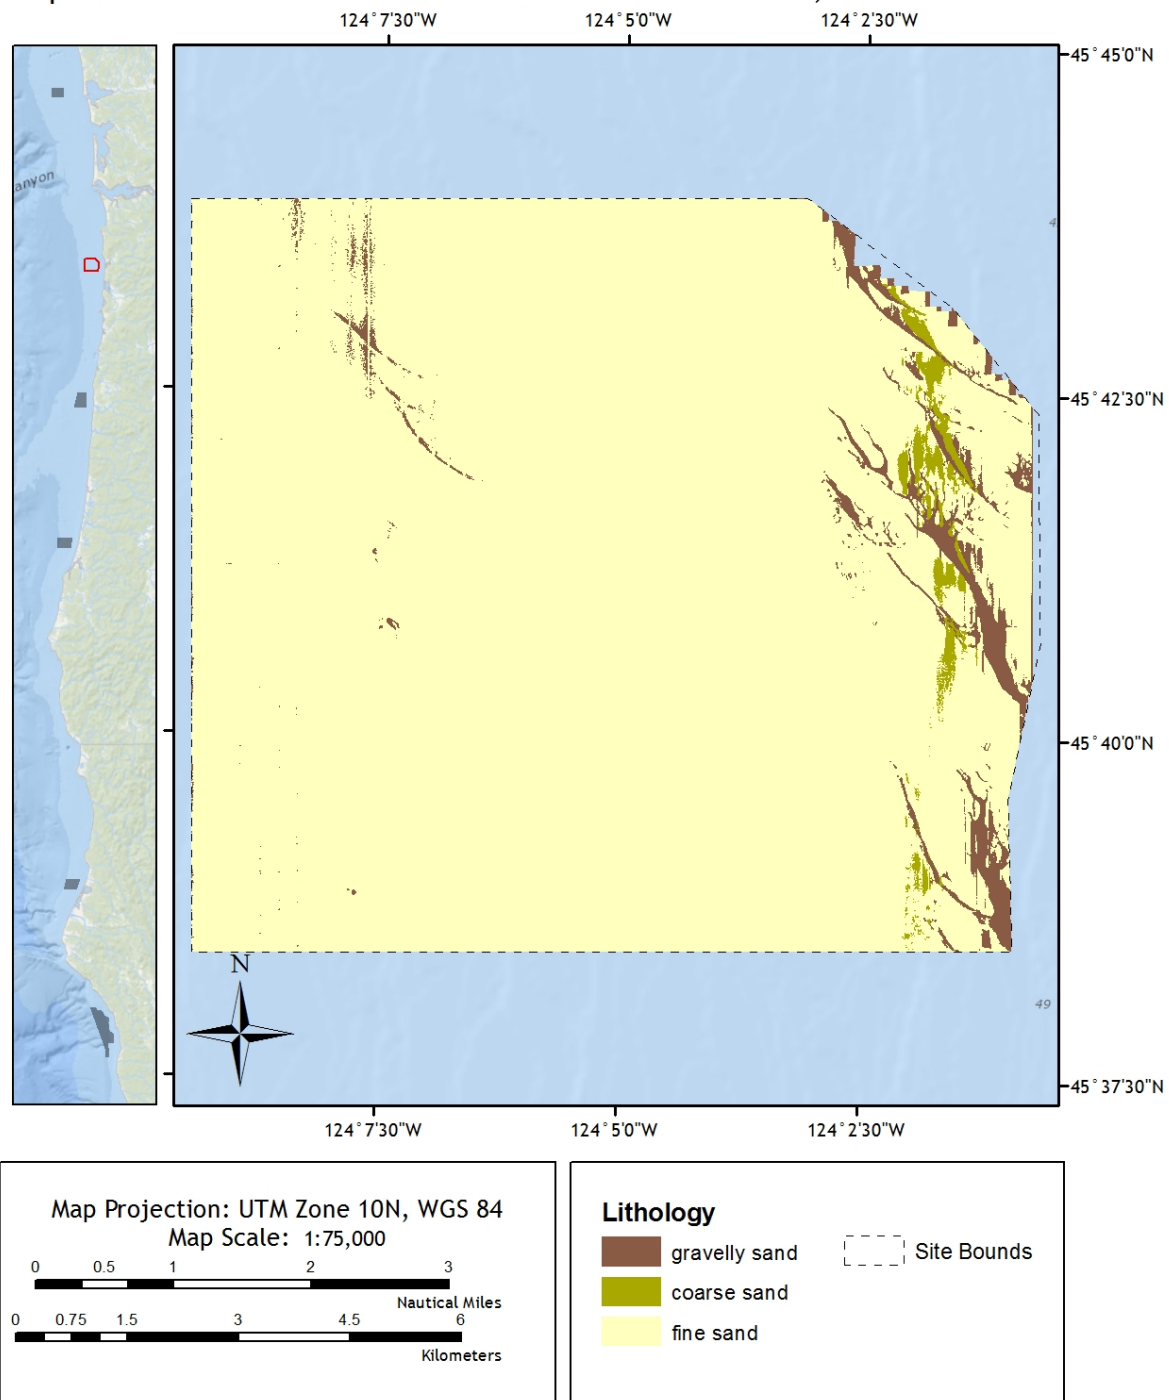 124°7'30"W 124°5'0"W 124°2'30"W
45°45'0"N
anyon
45°42'30"N
45°40'0"N
N
49
45°37'30"N
124°7'30"W 124°5'0"W 124°2'30"W
Map Projection: UTM Zone 10N, WGS 84
Map Scale: 1:75,000
0 0.5 1 2 3
Nautical Miles
0 0.75 1.5 3 4.5 6
Kilometers
Lithology
gravelly sand
coarse sand
fine sand
Site Bounds